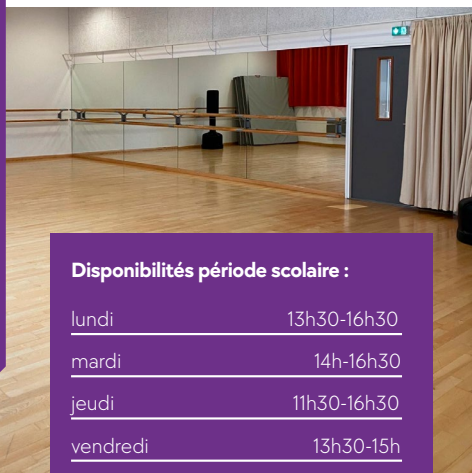 Disponibilités période scolaire :
lundi 13h30-16h30
mardi 14h-16h30
jeudi 11h30-16h30
vendredi 13h30-15h